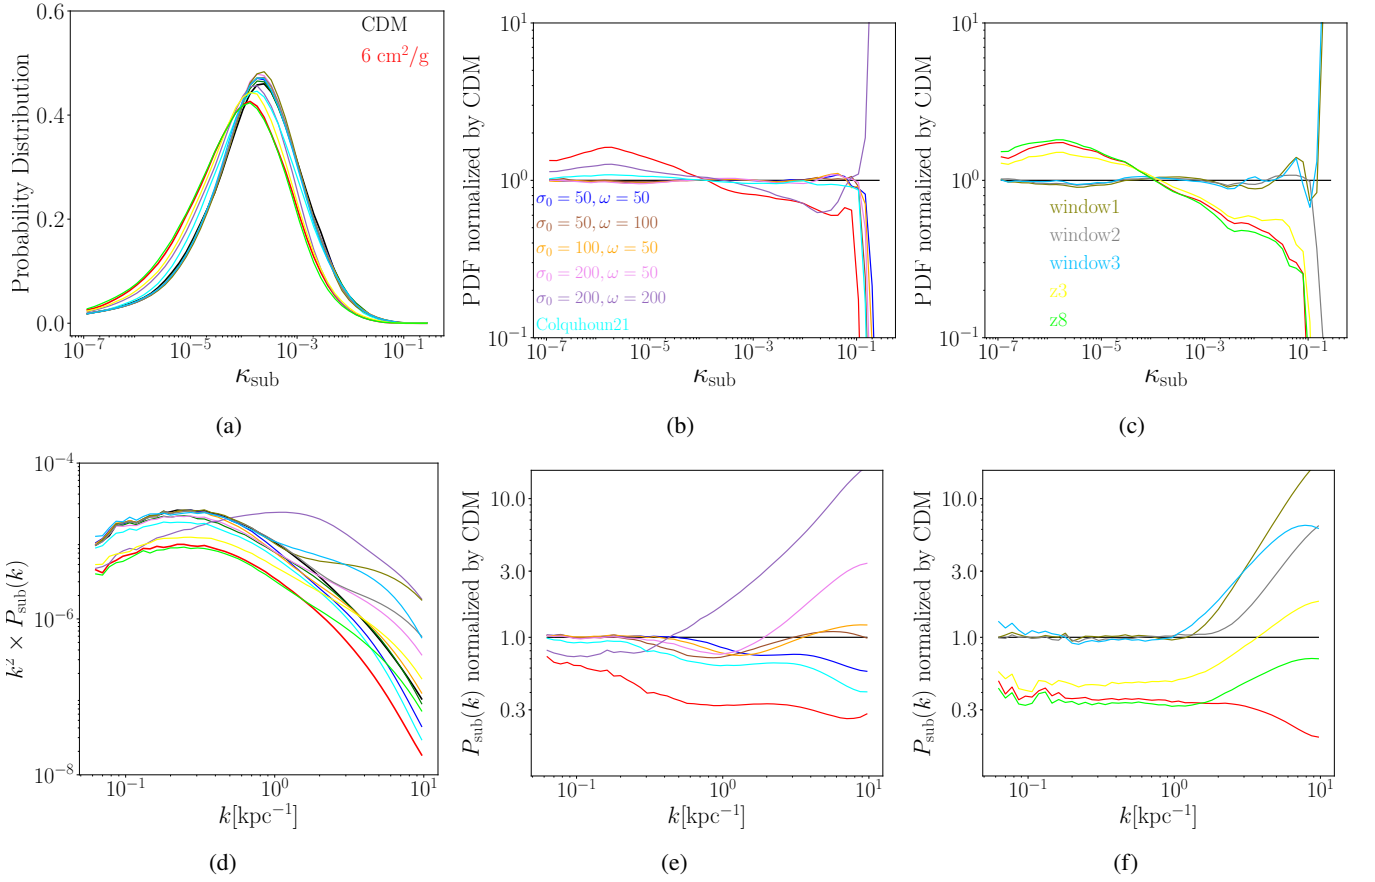 0.6
0.4
0.2
0.0
Probability Distribution
CDM
6 cm²/g
10⁻⁷
10⁻⁵
10⁻³
10⁻¹
κ_sub
(a)
10¹
10⁰
10⁻¹
PDF normalized by CDM
σ₀ = 50, ω = 50
σ₀ = 50, ω = 100
σ₀ = 100, ω = 50
σ₀ = 200, ω = 50
σ₀ = 200, ω = 200
Colquhoun21
10⁻⁷
10⁻⁵
10⁻³
10⁻¹
κ_sub
(b)
10¹
10⁰
10⁻¹
PDF normalized by CDM
window1
window2
window3
z3
z8
10⁻⁷
10⁻⁵
10⁻³
10⁻¹
κ_sub
(c)
10⁻⁴
10⁻⁶
10⁻⁸
k² × P_sub(k)
10⁻¹
10⁰
10¹
k[kpc⁻¹]
(d)
10.0
3.0
1.0
0.3
P_sub(k) normalized by CDM
10⁻¹
10⁰
10¹
k[kpc⁻¹]
(e)
10.0
3.0
1.0
0.3
P_sub(k) normalized by CDM
10⁻¹
10⁰
10¹
k[kpc⁻¹]
(f)